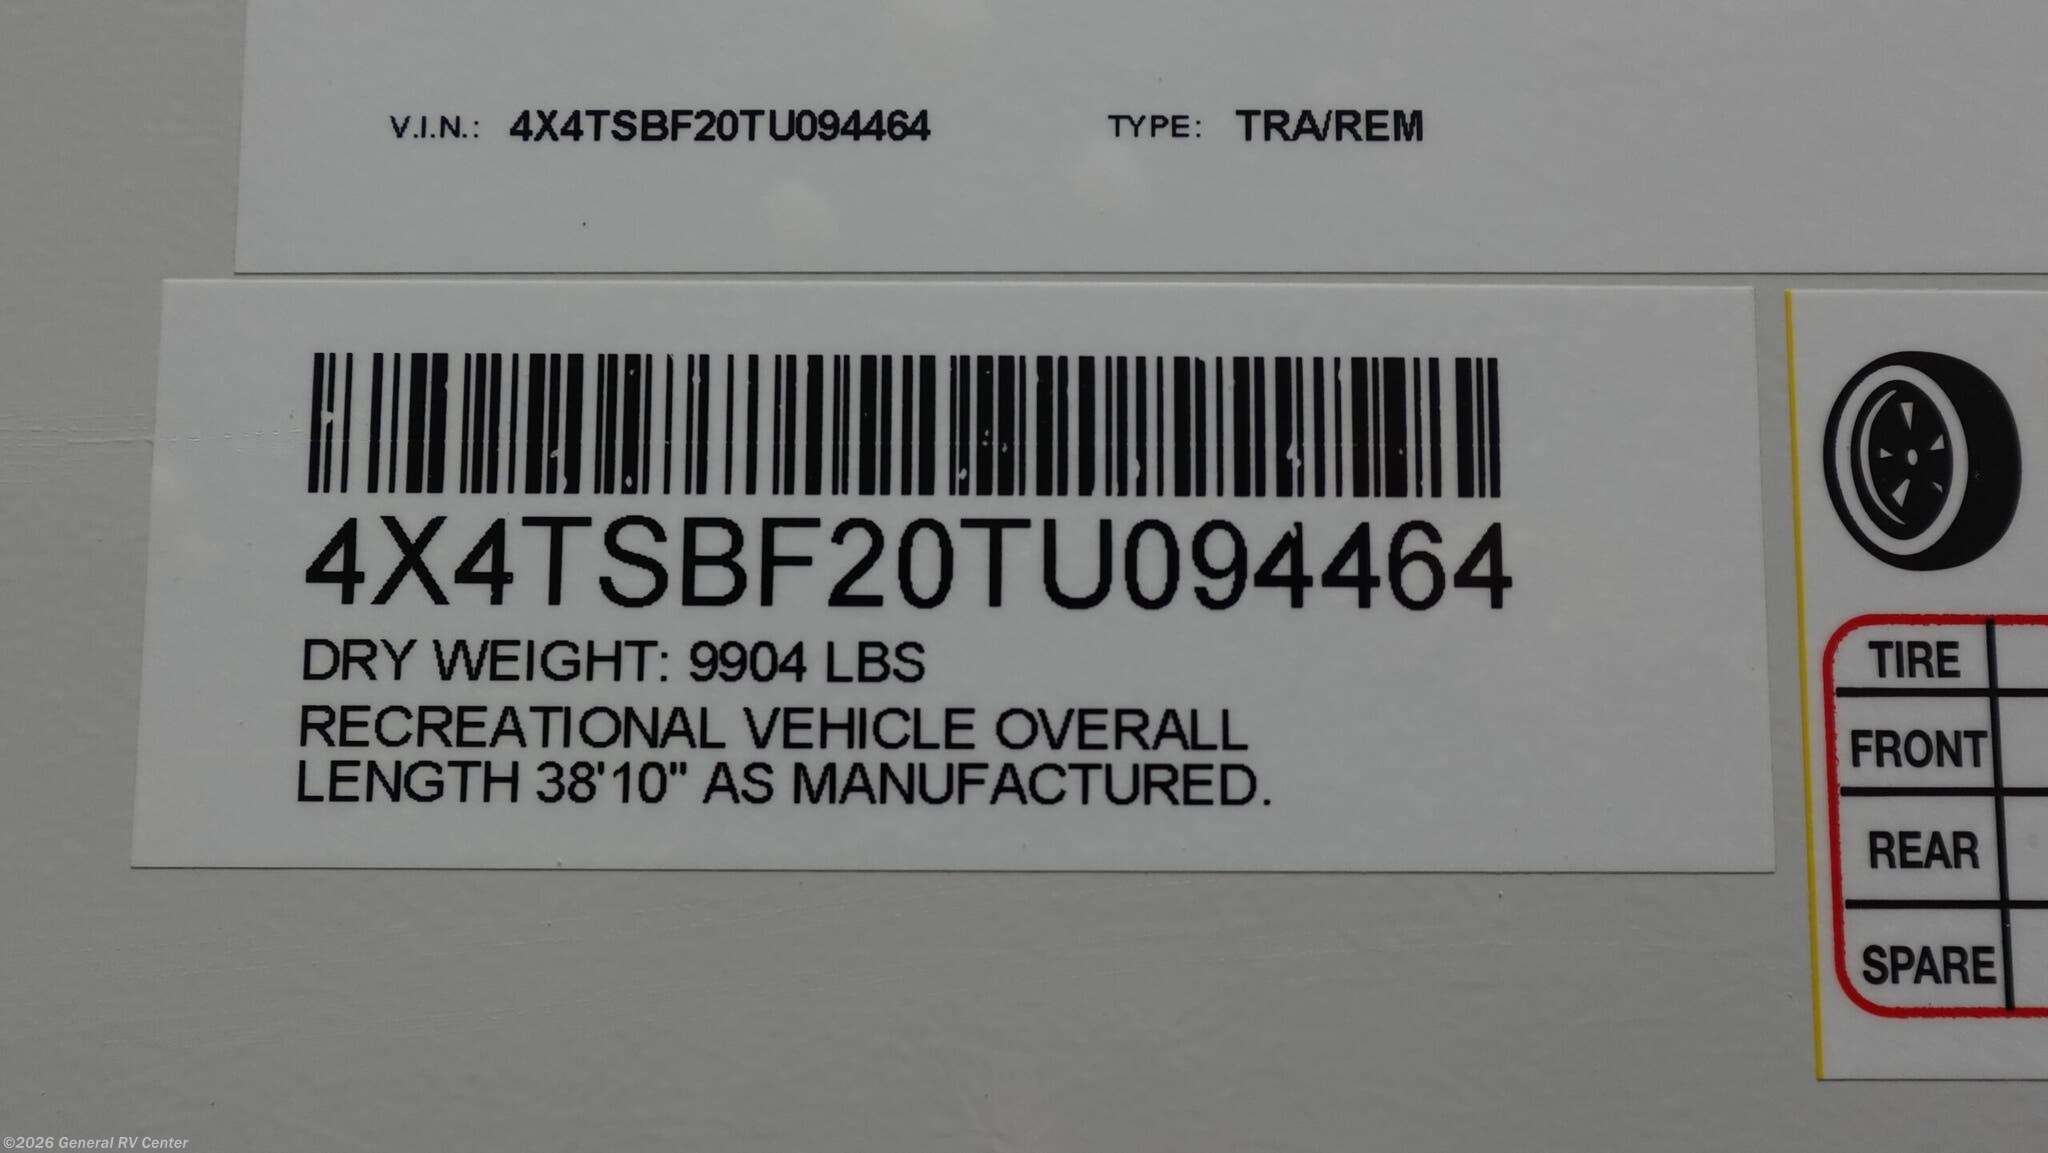 V.I.N.: 4X4TSBF20TU094464 TYPE: TRA/REM
4X4TSBF20TU094464
DRY WEIGHT: 9904 LBS
RECREATIONAL VEHICLE OVERALL
LENGTH 38'10" AS MANUFACTURED.
TIRE
FRONT
REAR
SPARE
©2026 General RV Center